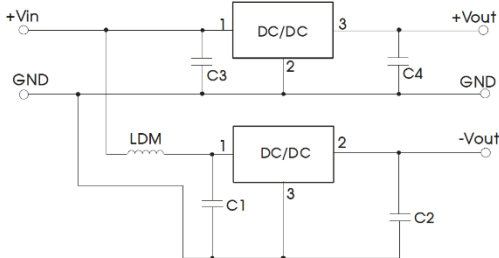 +Vin 1 DC/DC 3 +Vout
C3 2 C4
GND GND
LDM 1 DC/DC 2 -Vout
3
C1 C2